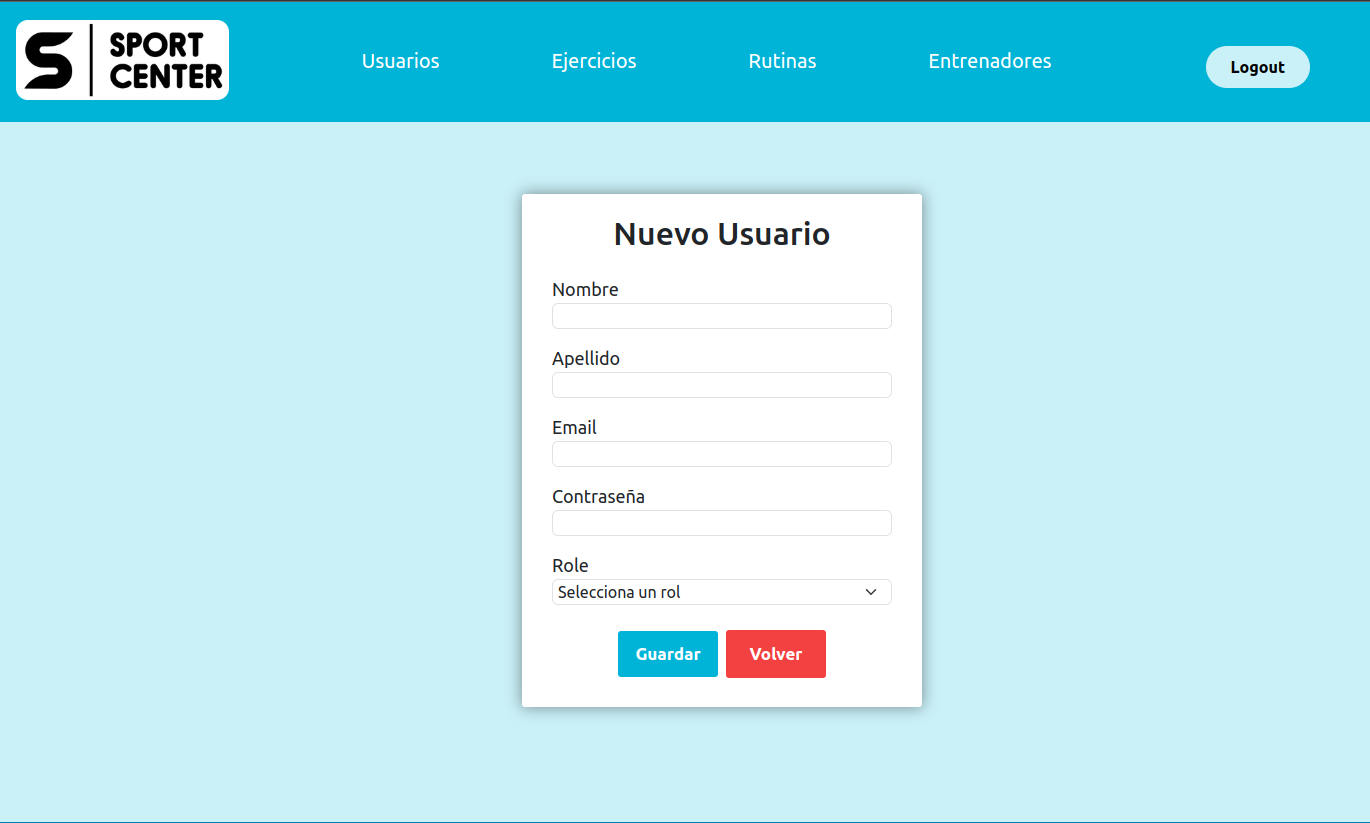 SPORT
CENTER
Usuarios
Ejercicios
Rutinas
Entrenadores
Logout
Nuevo Usuario
Nombre
Apellido
Email
Contraseña
Role
Selecciona un rol
Guardar
Volver